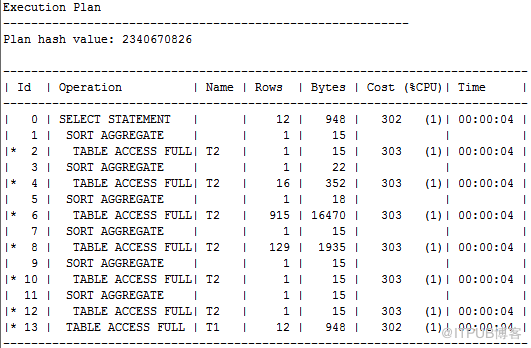 Execution Plan
----------------------------------------------------------
Plan hash value: 2340670826
---------------------------------------------------------------------------
| Id  | Operation          | Name | Rows  | Bytes | Cost (%CPU)| Time     |
---------------------------------------------------------------------------
|   0 | SELECT STATEMENT   |      |    12 |   948 |   302   (1)| 00:00:04 |
|   1 |  SORT AGGREGATE    |      |     1 |    15 |            |          |
|*  2 |   TABLE ACCESS FULL| T2   |     1 |    15 |   303   (1)| 00:00:04 |
|   3 |  SORT AGGREGATE    |      |     1 |    22 |            |          |
|*  4 |   TABLE ACCESS FULL| T2   |    16 |   352 |   303   (1)| 00:00:04 |
|   5 |  SORT AGGREGATE    |      |     1 |    18 |            |          |
|*  6 |   TABLE ACCESS FULL| T2   |   915 | 16470 |   303   (1)| 00:00:04 |
|   7 |  SORT AGGREGATE    |      |     1 |    15 |            |          |
|*  8 |   TABLE ACCESS FULL| T2   |   129 |  1935 |   303   (1)| 00:00:04 |
|   9 |  SORT AGGREGATE    |      |     1 |    15 |            |          |
|* 10 |   TABLE ACCESS FULL| T2   |     1 |    15 |   303   (1)| 00:00:04 |
|  11 |  SORT AGGREGATE    |      |     1 |    15 |            |          |
|* 12 |   TABLE ACCESS FULL| T2   |     1 |    15 |   303   (1)| 00:00:04 |
|* 13 |  TABLE ACCESS FULL | T1   |    12 |   948 |   302   (1)| 00:00:04 |
---------------------------------------------------------------------------
@ITPUB博客